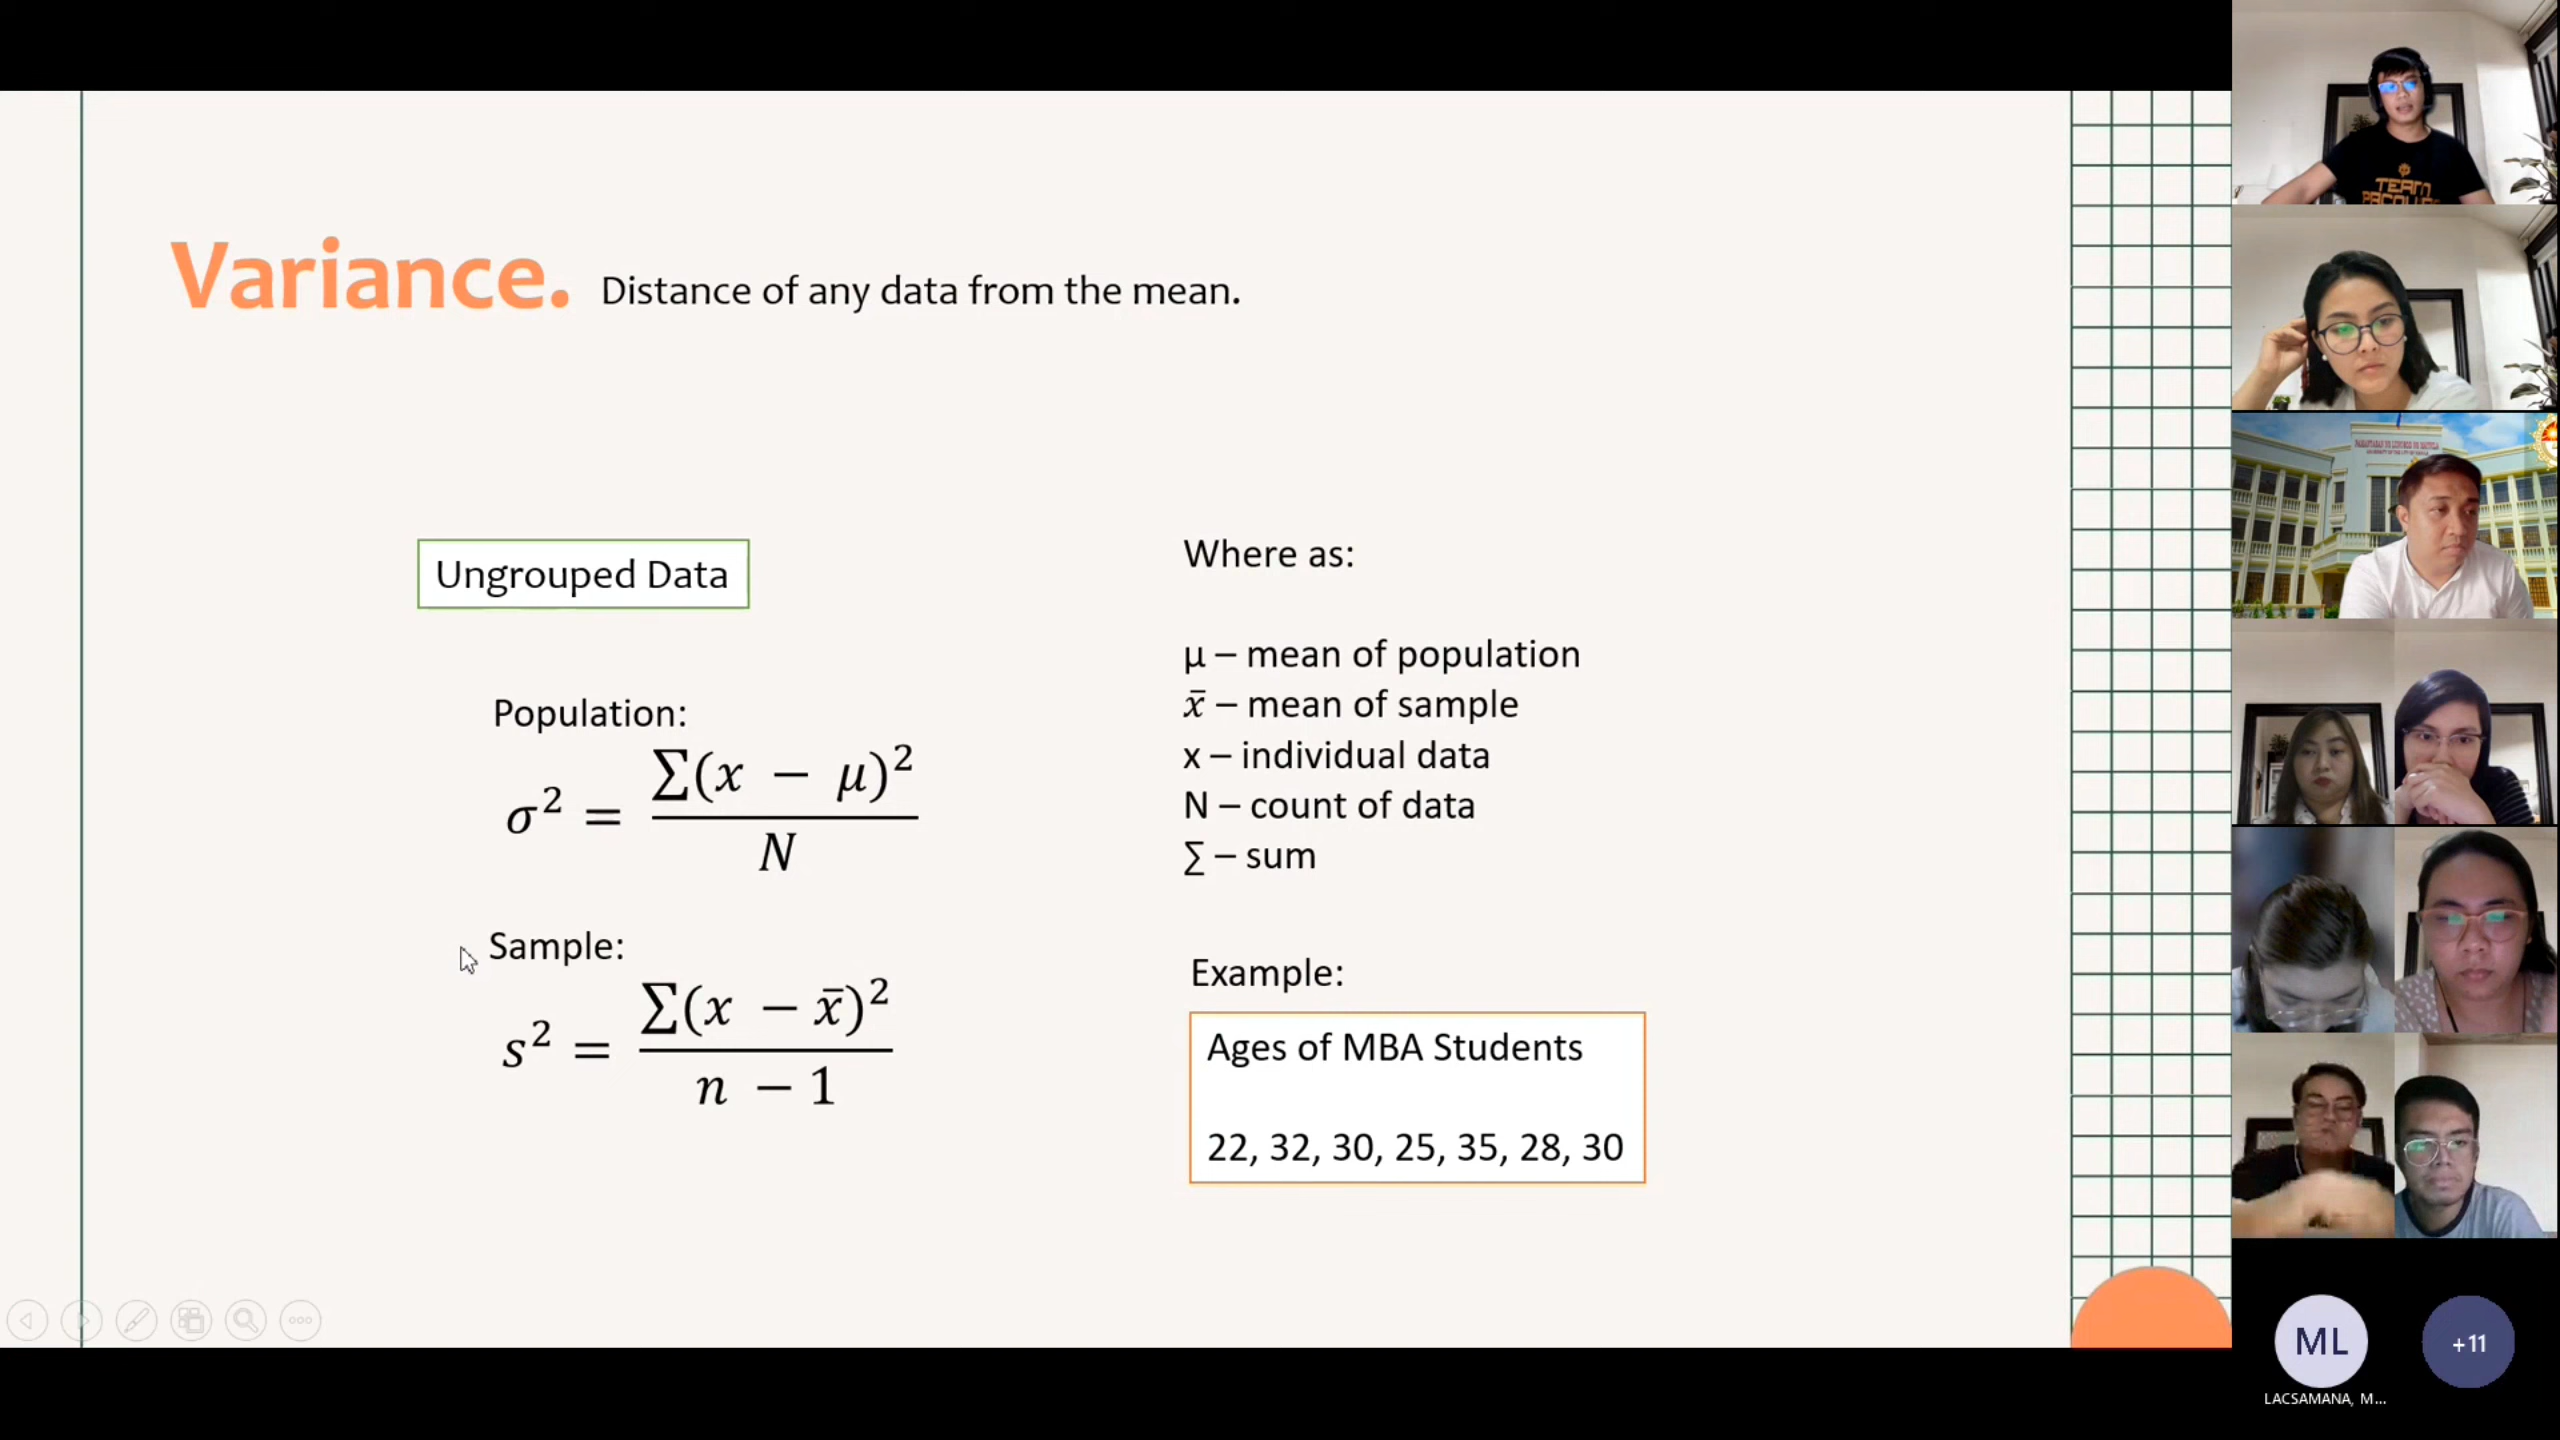 Variance. Distance of any data from the mean.
Ungrouped Data
Population:
σ² = ∑(x − μ)² / N
Sample:
s² = ∑(x − x̄)² / n − 1
Where as:
μ – mean of population
x̄ – mean of sample
x – individual data
N – count of data
∑ – sum
Example:
Ages of MBA Students
22, 32, 30, 25, 35, 28, 30
TEAM
ML
+11
LACSAMANA, M...